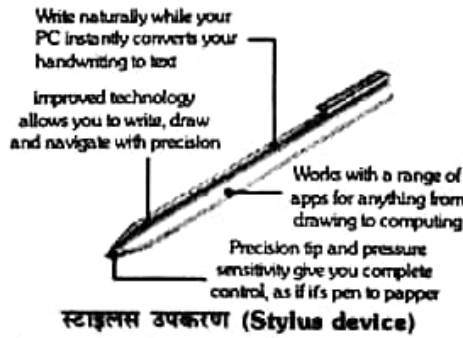 Write naturally while your
PC instantly converts your
handwriting to text
improved technology
allows you to write, draw
and navigate with precision
Works with a range of
apps for anything from
drawing to computing
Precision tip and pressure
sensitivity give you complete
control, as if it's pen to papper
स्टाइलस उपकरण (Stylus device)